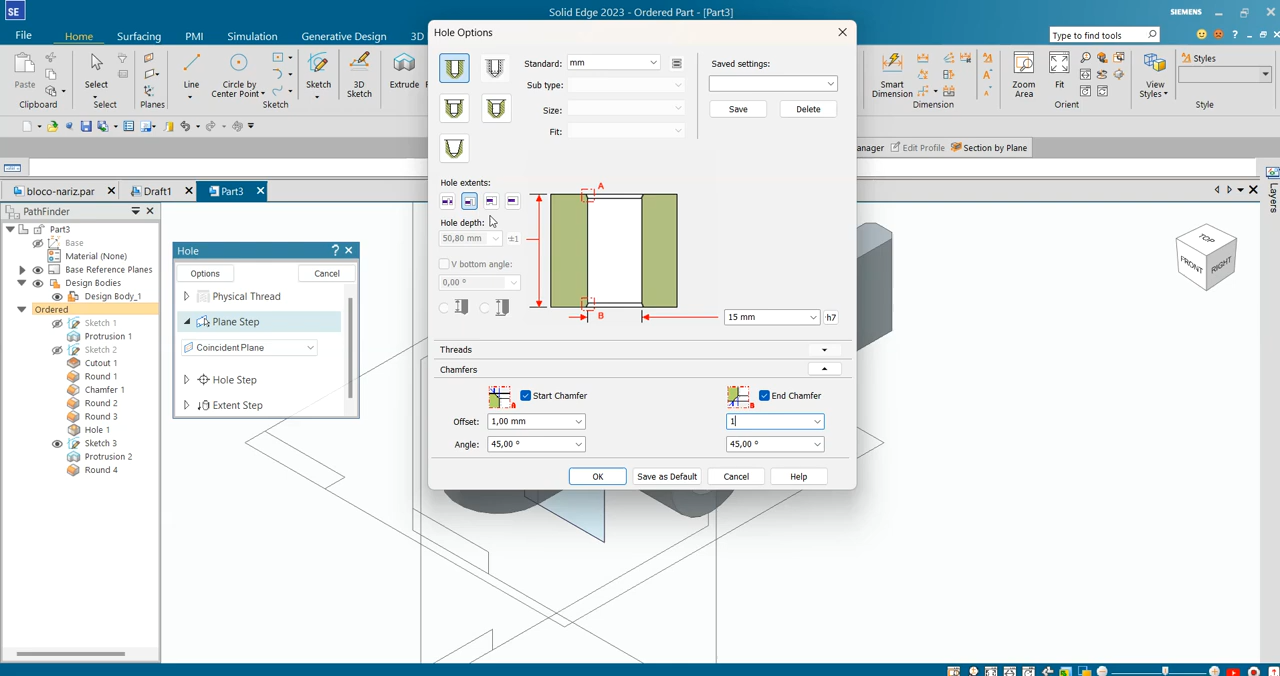 SE
Solid Edge 2023 - Ordered Part - [Part3]
SIEMENS
File
Home
Surfacing
PMI
Simulation
Generative Design
3D
Type to find tools
Paste
Clipboard
Select
Select
Planes
Line
Circle by
Center Point
Sketch
3D
Sketch
Sketch
Extrude
Smart
Dimension
Dimension
Zoom
Area
Fit
Orient
View
Styles
Styles
Style
anager
Edit Profile
Section by Plane
bloco-nariz.par
Draft1
Part3
Layers
PathFinder
Part3
Base
Material (None)
Base Reference Planes
Design Bodies
Design Body_1
Ordered
Sketch 1
Protrusion 1
Sketch 2
Cutout 1
Round 1
Chamfer 1
Round 2
Round 3
Hole 1
Sketch 3
Protrusion 2
Round 4
Hole
?
Options
Cancel
Physical Thread
Plane Step
Coincident Plane
Hole Step
Extent Step
TOP
FRONT
RIGHT
Hole Options
Standard:
mm
Sub type:
Size:
Fit:
Saved settings:
Save
Delete
Hole extents:
Hole depth:
50,80 mm
±1
V bottom angle:
0,00 º
A
B
15 mm
h7
Threads
Chamfers
A
Start Chamfer
B
End Chamfer
Offset:
1,00 mm
1
Angle:
45,00 º
45,00 º
OK
Save as Default
Cancel
Help